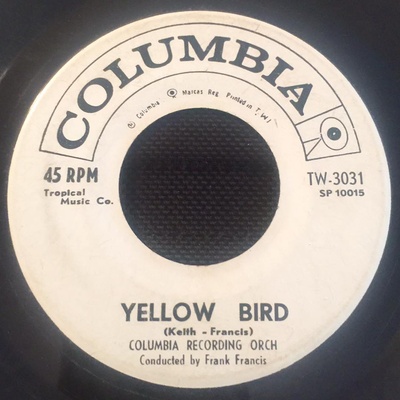 COLUMBIA
® Columbia ® Marcas Reg. Printed in T.W.I
45 RPM
Tropical
Music Co.
TW-3031
SP 10015
YELLOW BIRD
(Keith - Francis)
COLUMBIA RECORDING ORCH
Conducted by Frank Francis